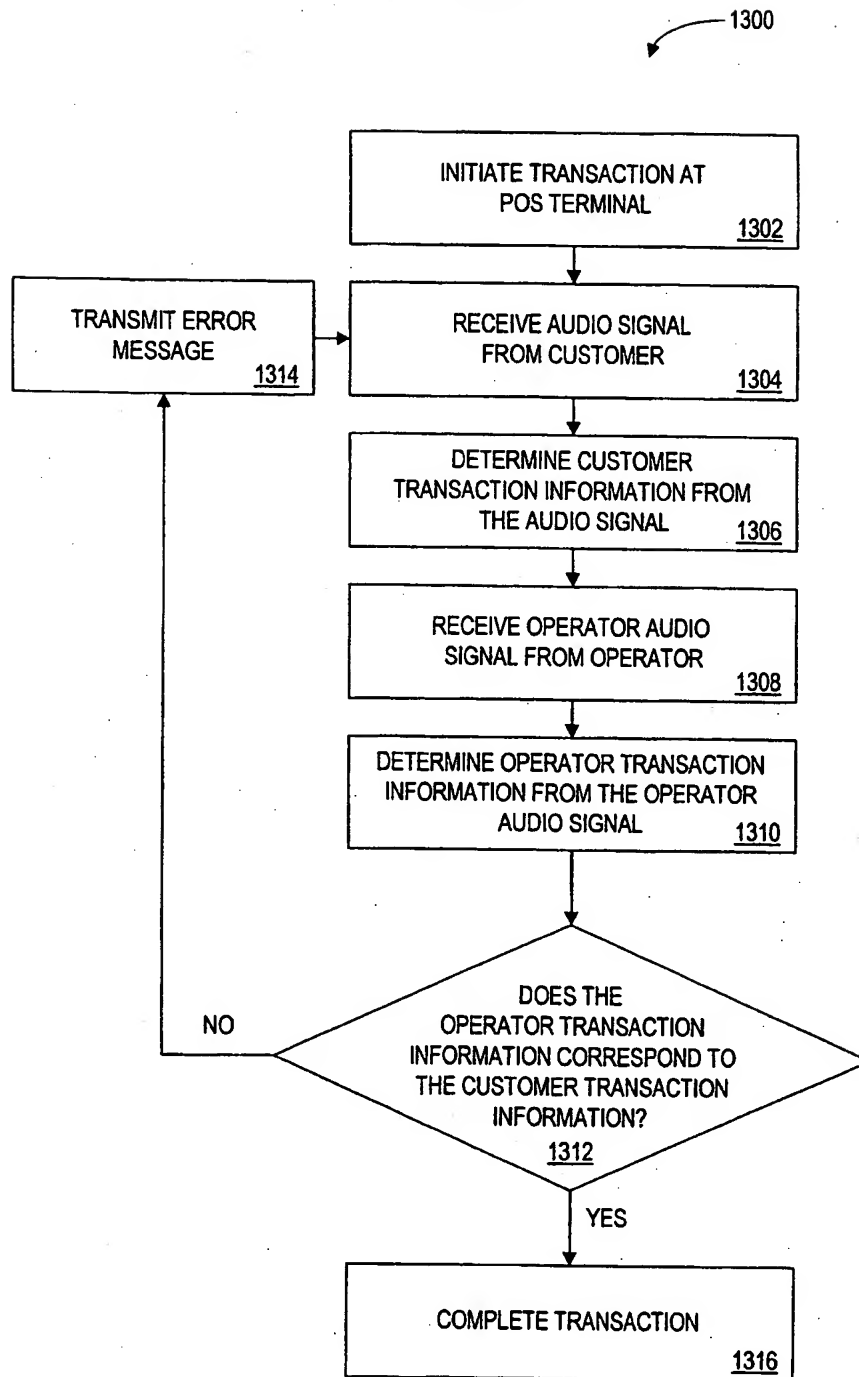 1300
INITIATE TRANSACTION AT
POS TERMINAL
1302
TRANSMIT ERROR
MESSAGE
1314
RECEIVE AUDIO SIGNAL
FROM CUSTOMER
1304
DETERMINE CUSTOMER
TRANSACTION INFORMATION FROM
THE AUDIO SIGNAL
1306
RECEIVE OPERATOR AUDIO
SIGNAL FROM OPERATOR
1308
DETERMINE OPERATOR TRANSACTION
INFORMATION FROM THE OPERATOR
AUDIO SIGNAL
1310
NO
DOES THE
OPERATOR TRANSACTION
INFORMATION CORRESPOND TO
THE CUSTOMER TRANSACTION
INFORMATION?
1312
YES
COMPLETE TRANSACTION
1316